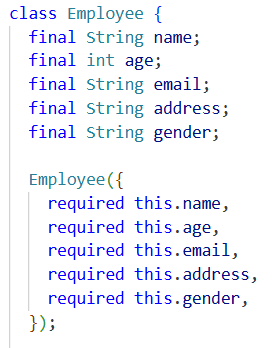 class Employee {
  final String name;
  final int age;
  final String email;
  final String address;
  final String gender;

  Employee({
    required this.name,
    required this.age,
    required this.email,
    required this.address,
    required this.gender,
  });